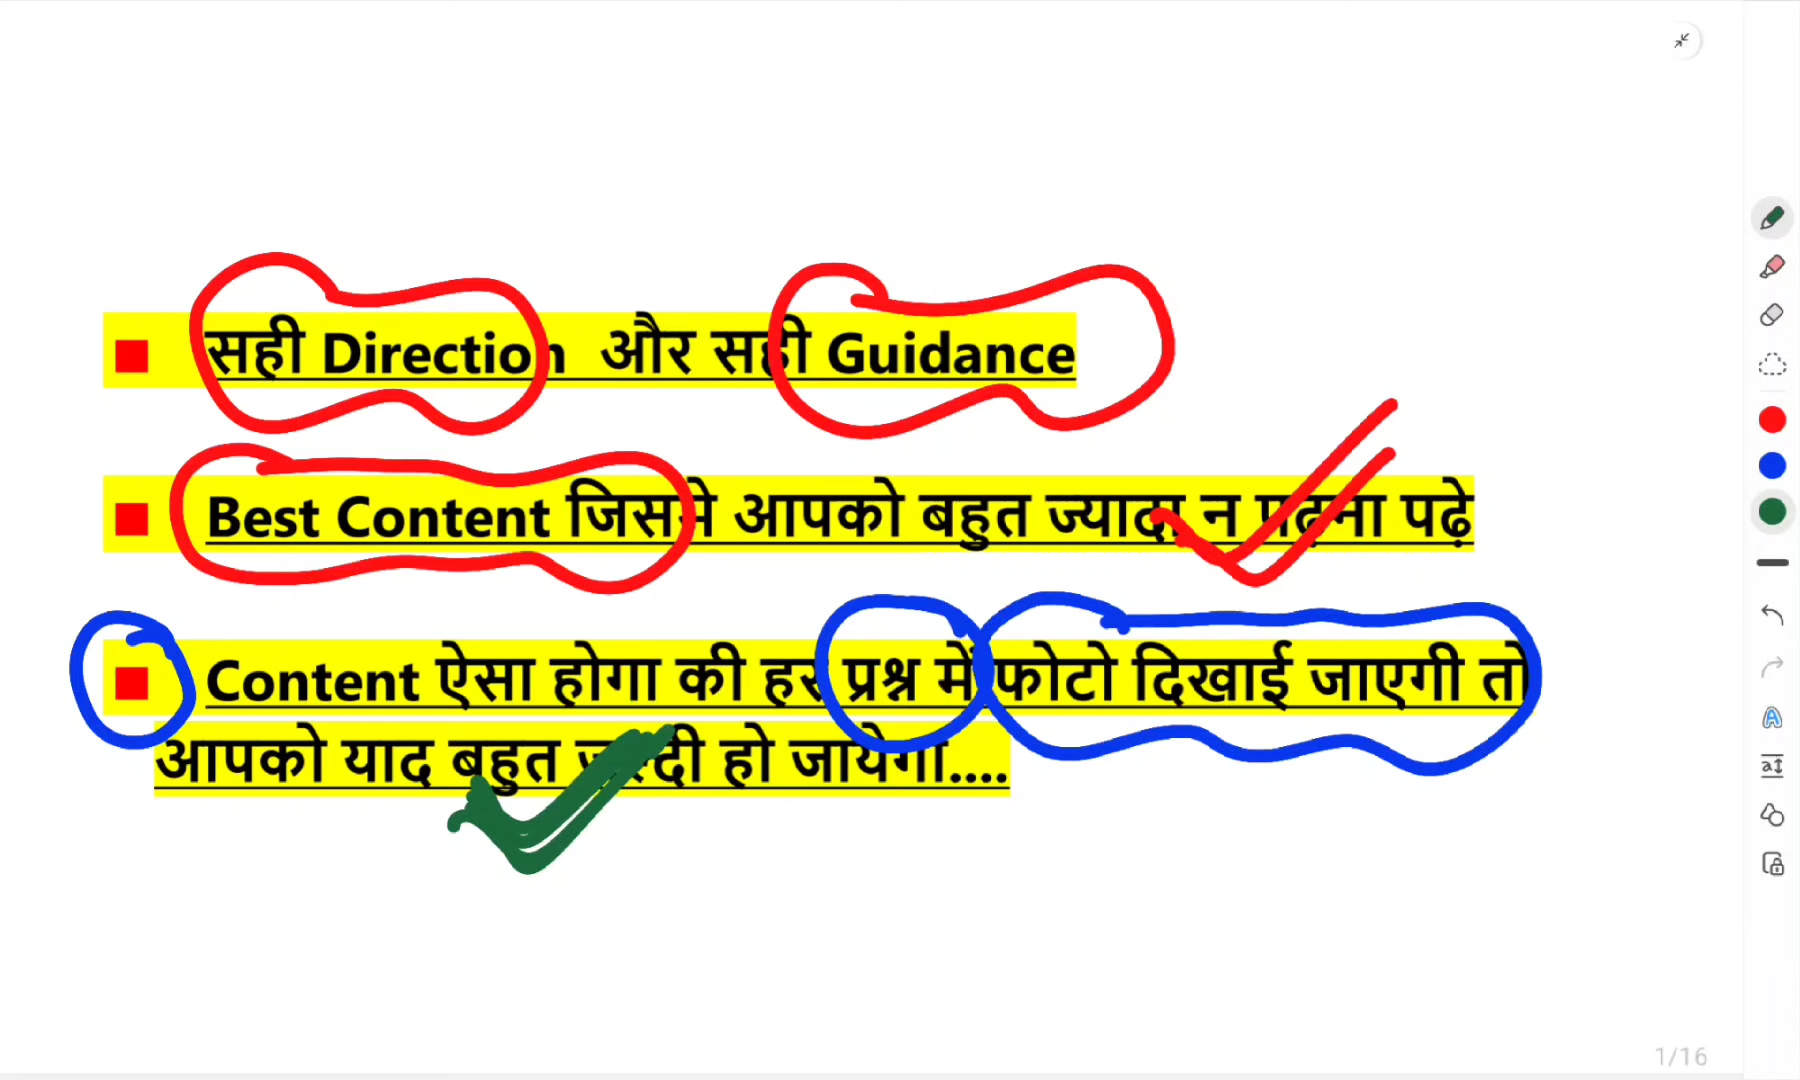 सही Direction और सही Guidance
Best Content जिसमे आपको बहुत ज्यादा न पढ़ना पढ़े
Content ऐसा होगा की हर प्रश्न में फोटो दिखाई जाएगी तो
आपको याद बहुत जल्दी हो जायेगा....
1/16